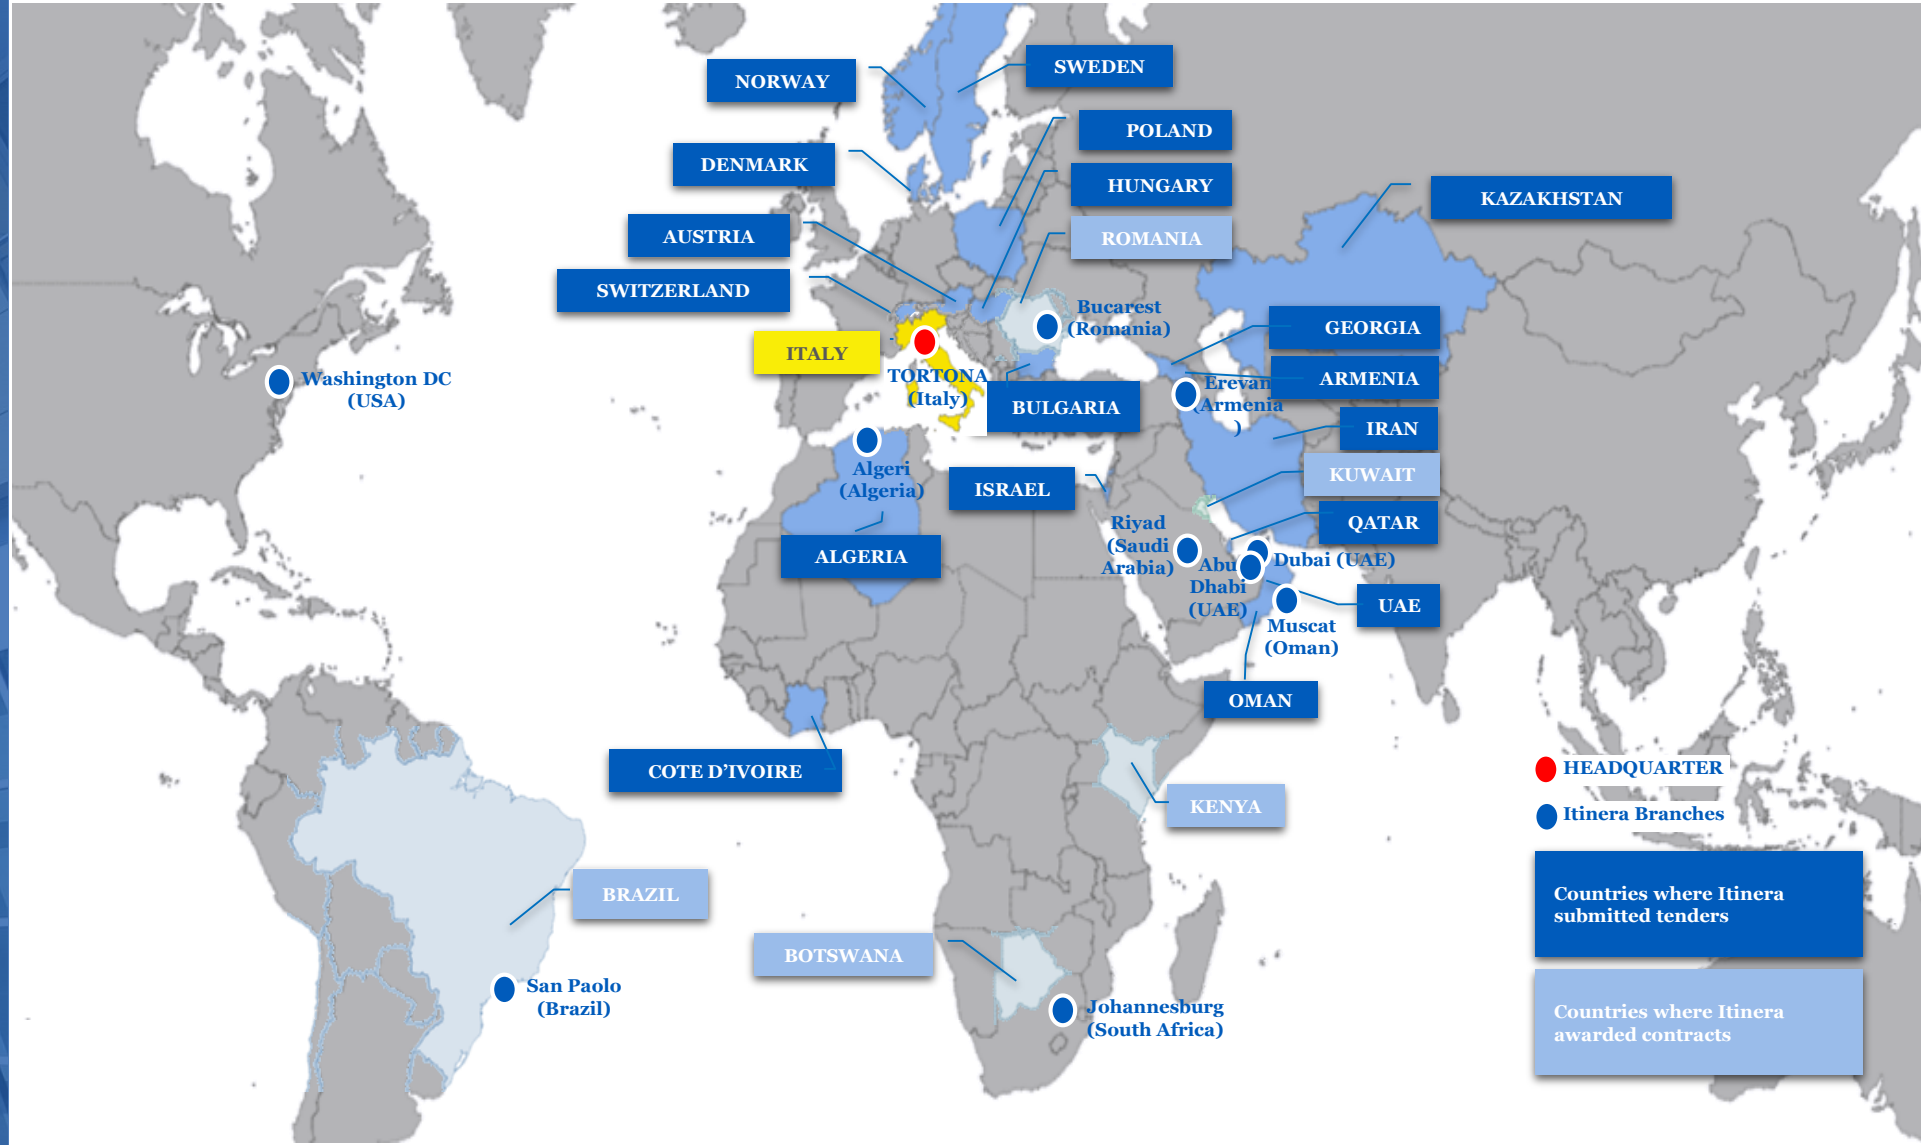 NORWAY
SWEDEN
POLAND
DENMARK
HUNGARY
KAZAKHSTAN
AUSTRIA
ROMANIA
SWITZERLAND
Bucarest
(Romania)
GEORGIA
ITALY
TORTONA
(Italy)
Washington DC
(USA)
ARMENIA
Erevan
(Armenia
)
BULGARIA
IRAN
Algeri
(Algeria)
KUWAIT
ISRAEL
QATAR
Riyad
(Saudi
Arabia)
ALGERIA
Dubai (UAE)
Abu
Dhabi
(UAE)
UAE
Muscat
(Oman)
OMAN
COTE D’IVOIRE
HEADQUARTER
KENYA
Itinera Branches
BRAZIL
Countries where Itinera
submitted tenders
BOTSWANA
San Paolo
(Brazil)
Johannesburg
(South Africa)
Countries where Itinera
awarded contracts